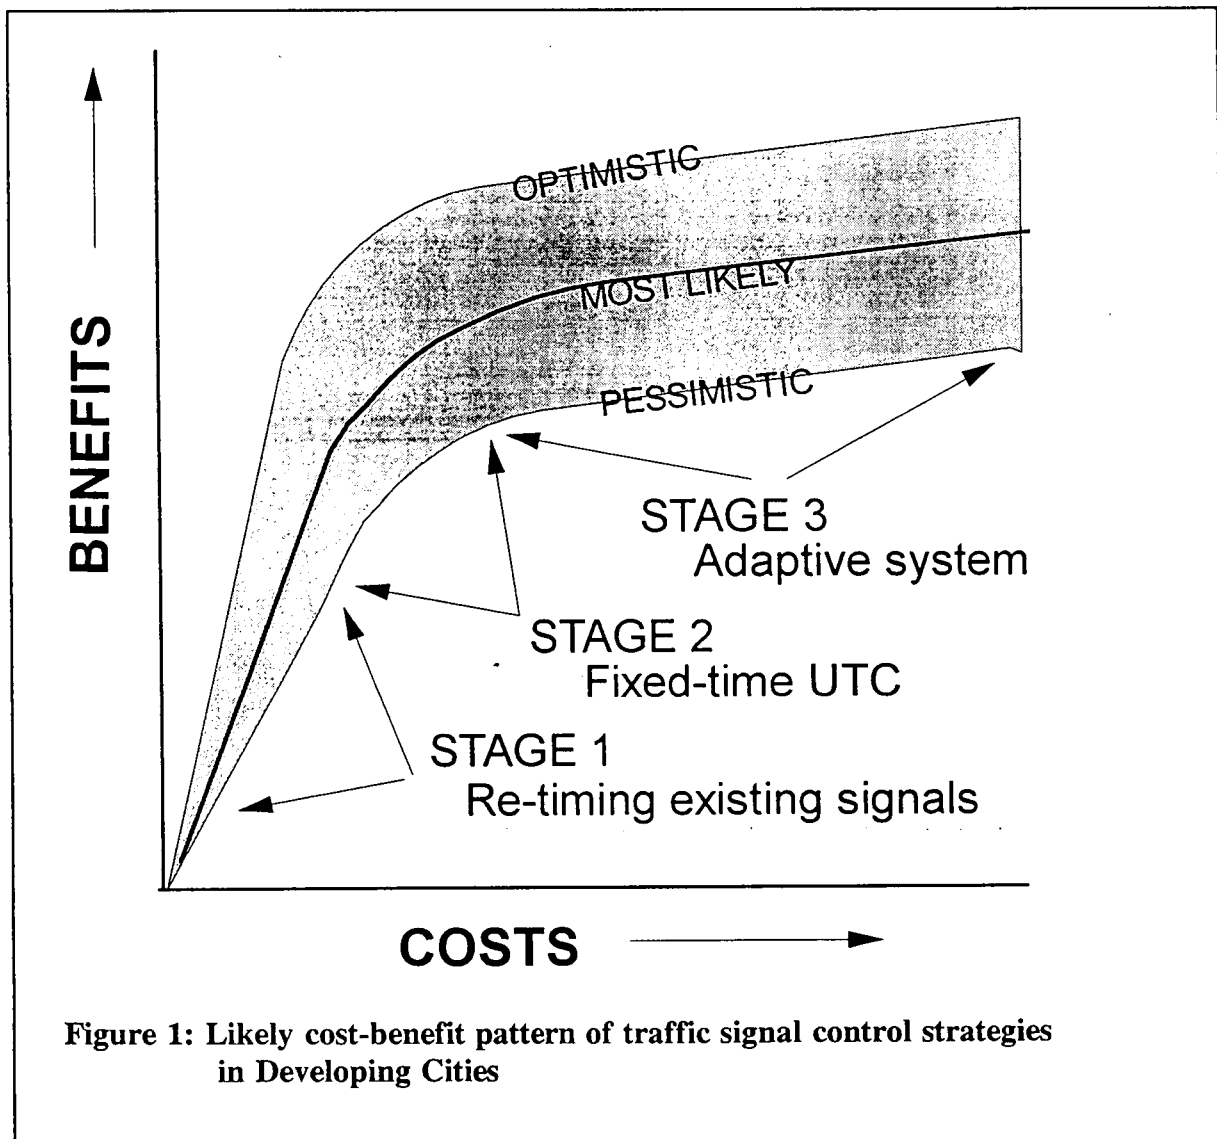 OPTIMISTIC
MOST LIKELY
PESSIMISTIC
BENEFITS
STAGE 3
Adaptive system
STAGE 2
Fixed-time UTC
STAGE 1
Re-timing existing signals
COSTS
Figure 1: Likely cost-benefit pattern of traffic signal control strategies
in Developing Cities